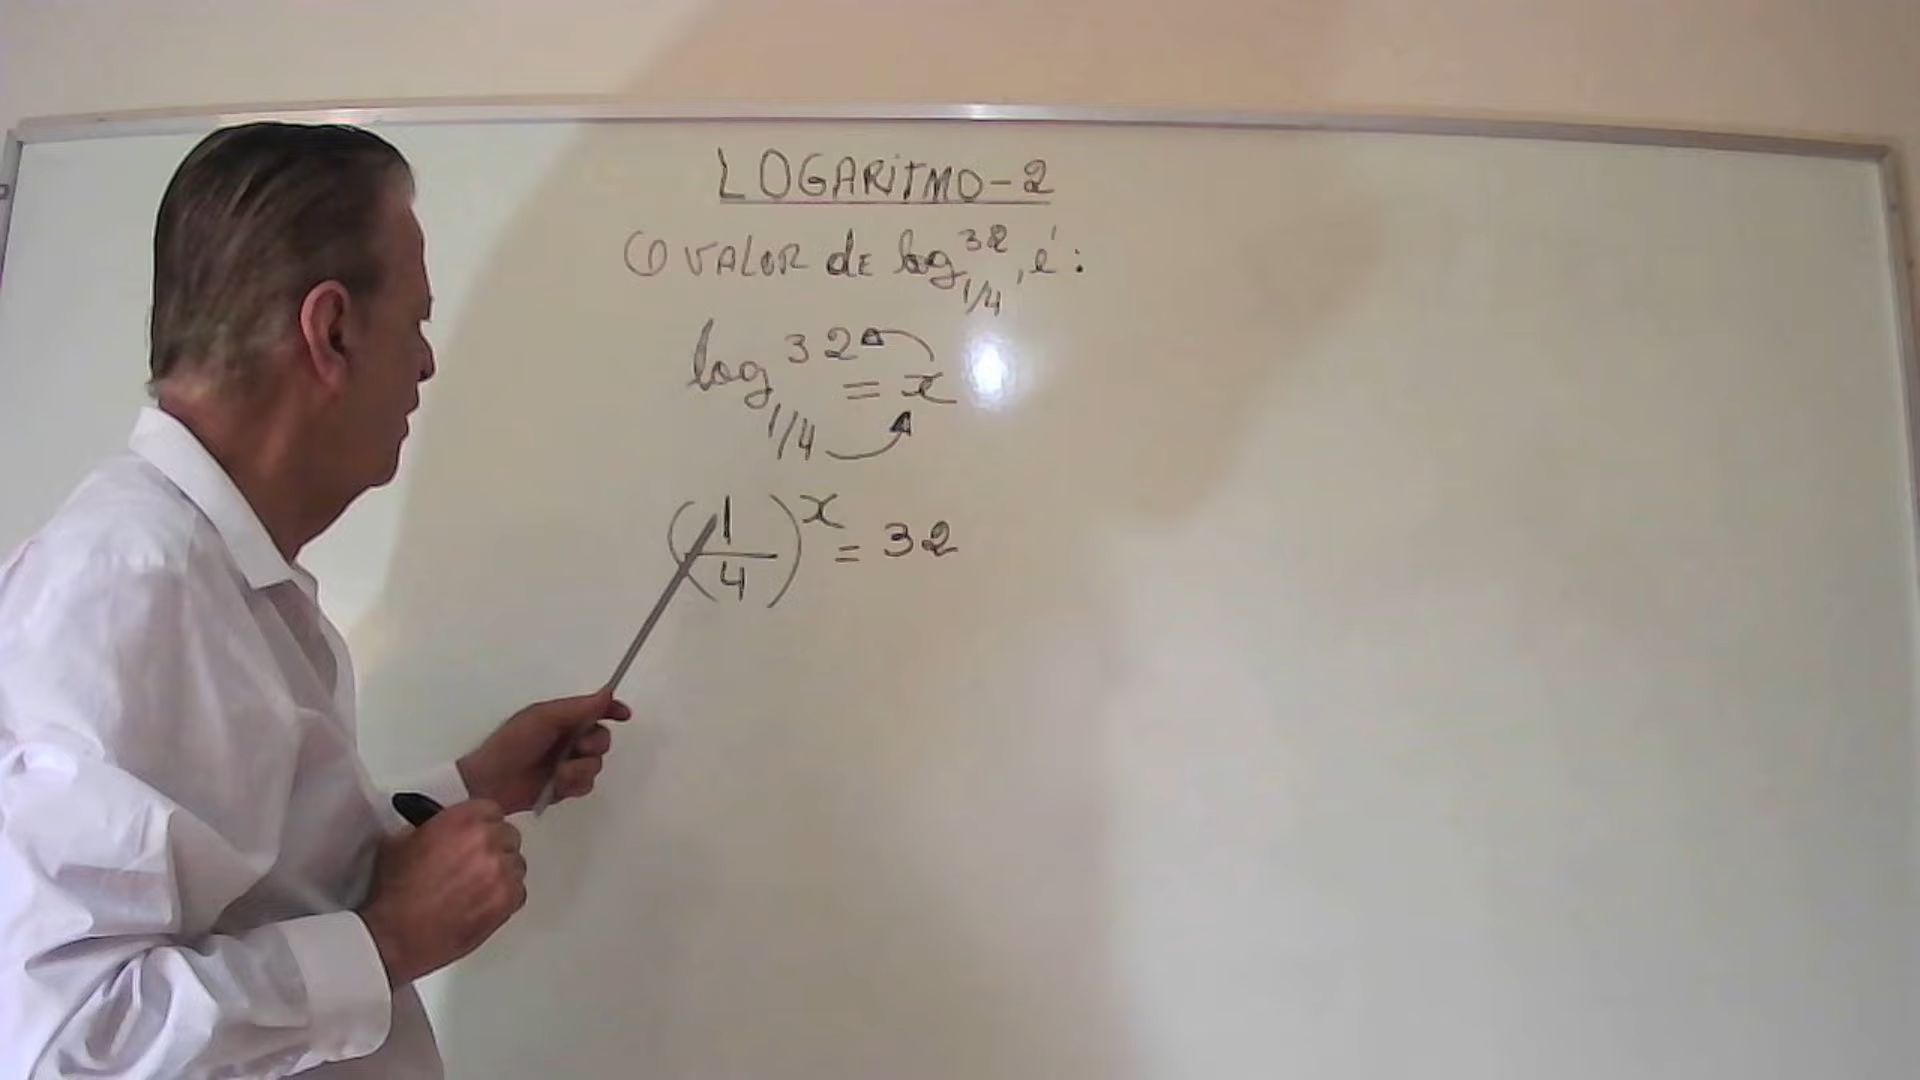 LOGARITMO-2
O VALOR de log 32 1/4, é:
log 32 1/4 = x
(1/4)^x = 32